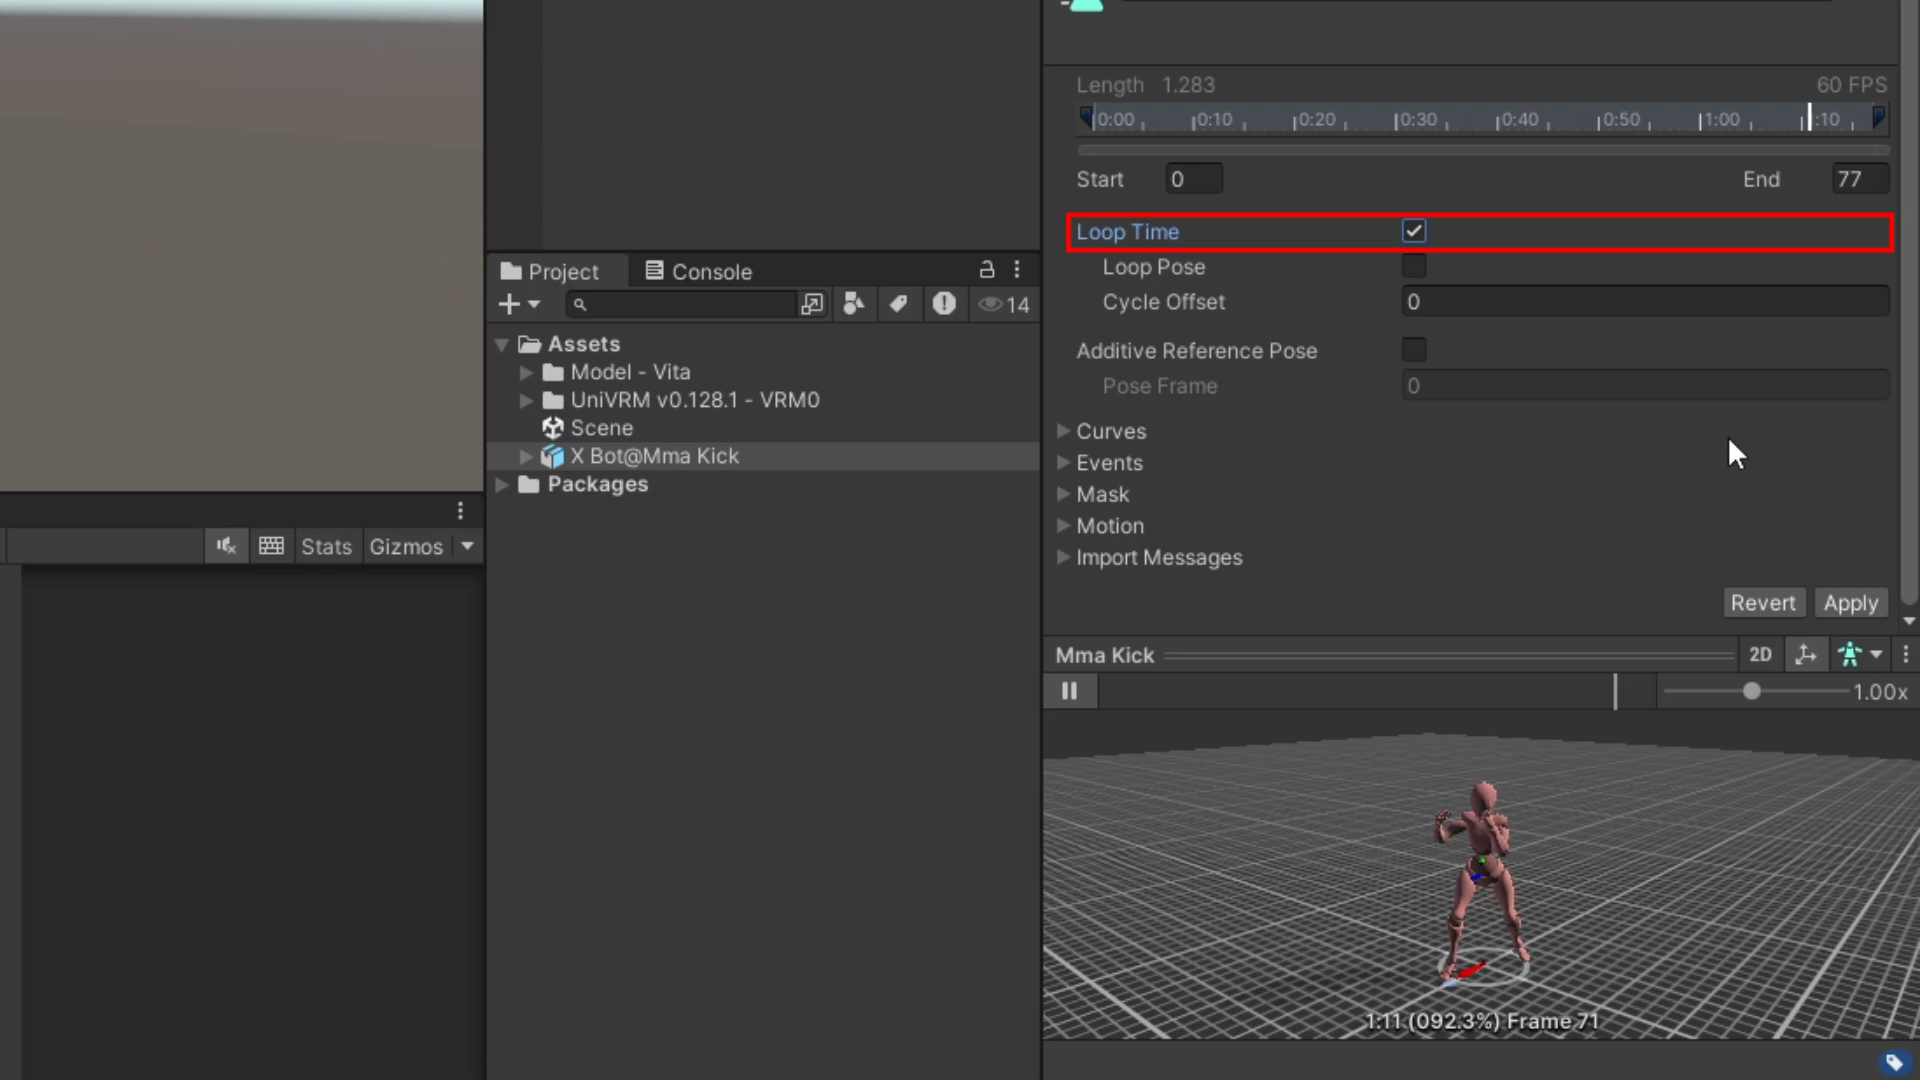 Length 1.283 60 FPS
0:00 0:10 0:20 0:30 0:40 0:50 1:00 :10
Start 0 End 77
Loop Time
Loop Pose
Cycle Offset 0
Additive Reference Pose
Pose Frame 0
Curves
Events
Mask
Motion
Import Messages
Revert Apply
Project Console
14
Assets
Model - Vita
UniVRM v0.128.1 - VRM0
Scene
X Bot@Mma Kick
Packages
Stats Gizmos
Mma Kick 2D
1.00x
1:11 (092.3%) Frame 71